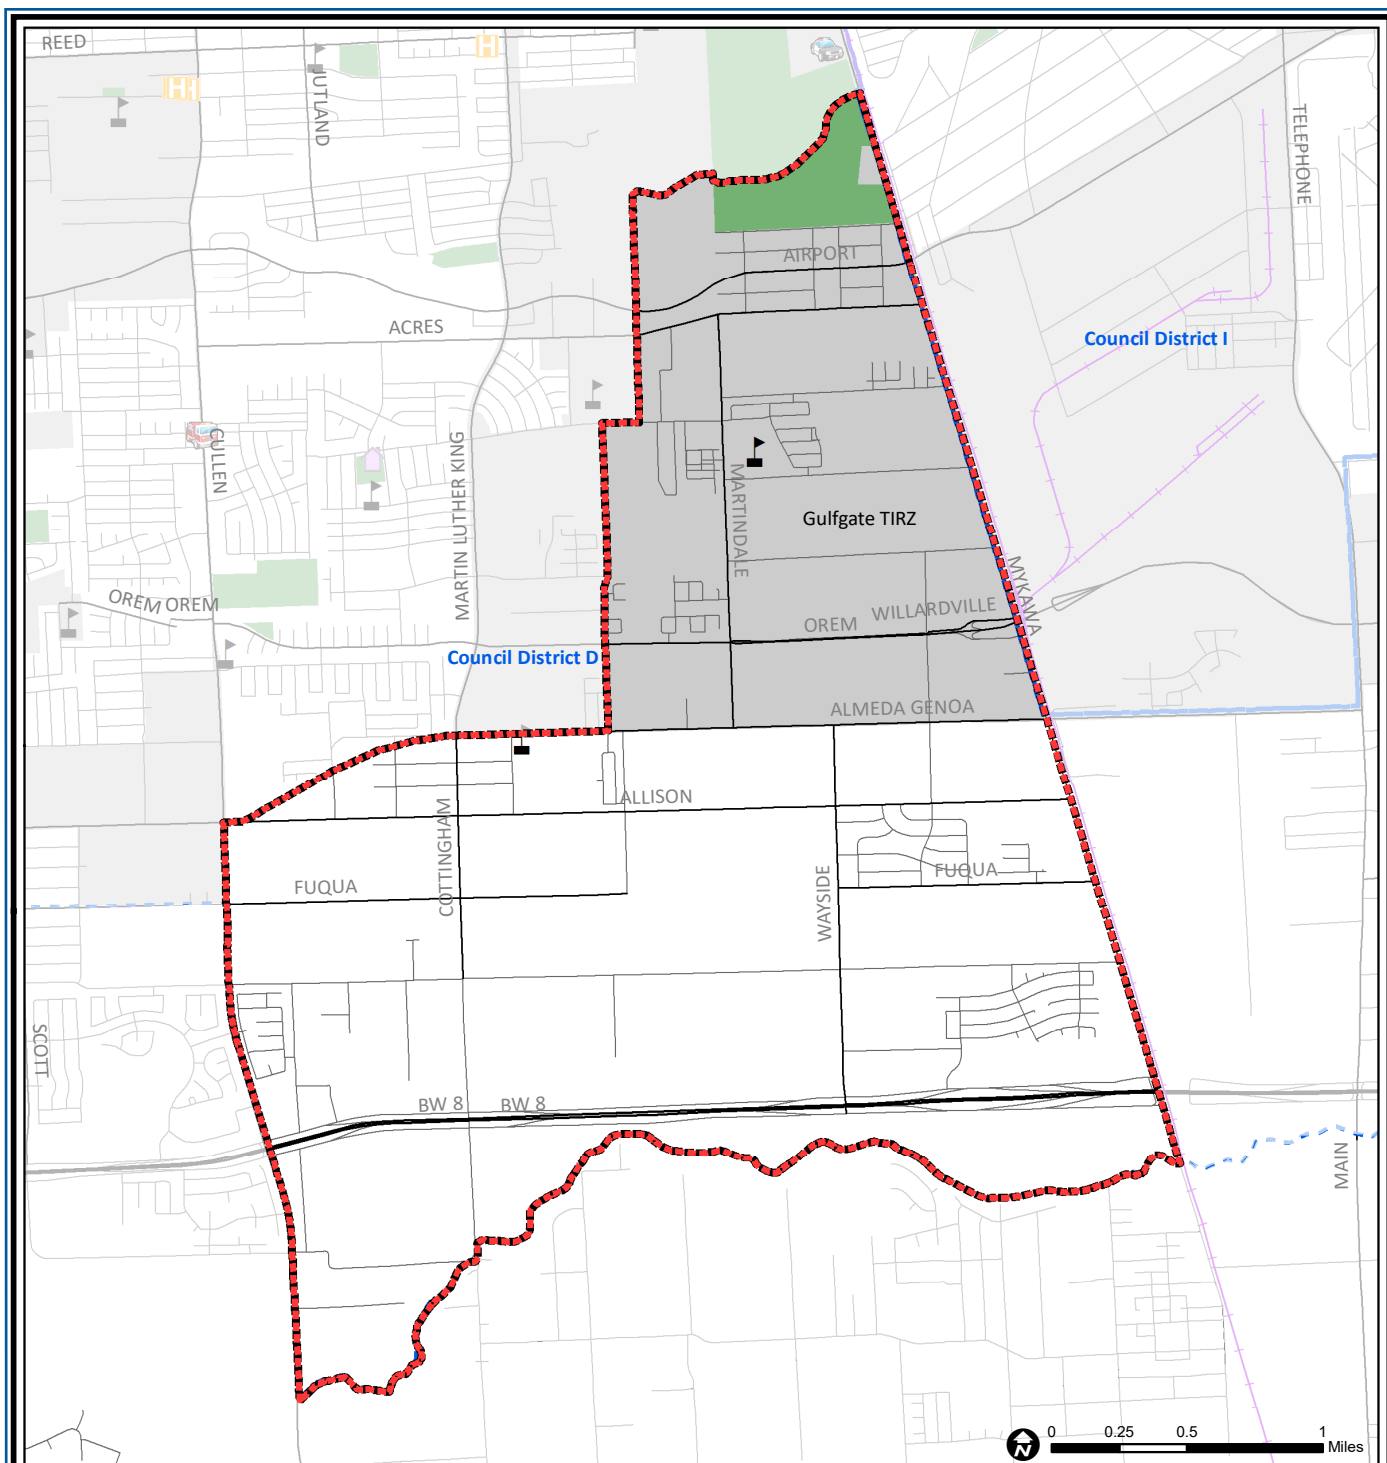 REED
JUTLAND
H
H
TELEPHONE
AIRPORT
ACRES
Council District I
CULLEN
MARTIN LUTHER KING
MARTINDALE
Gulfgate TIRZ
MYKAWA
OREM OREM
WILLARDVILLE
OREM
Council District D
ALMEDA GENOA
ALLISON
COTTINGHAM
WAYSIDE
FUQUA
FUQUA
SCOTT
BW 8
BW 8
MAIN
N
0 0.25 0.5 1
Miles